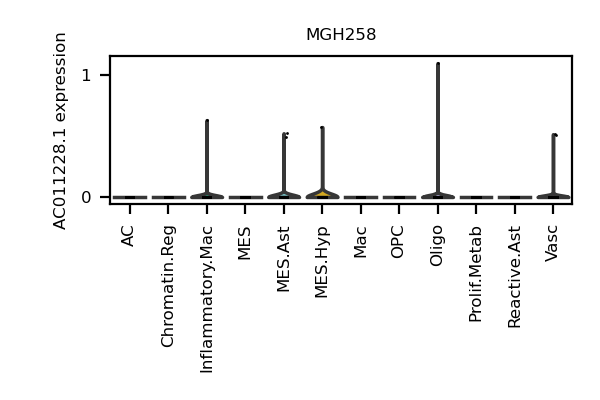 MGH258
AC011228.1 expression
1
0
AC
Chromatin.Reg
Inflammatory.Mac
MES
MES.Ast
MES.Hyp
Mac
OPC
Oligo
Prolif.Metab
Reactive.Ast
Vasc